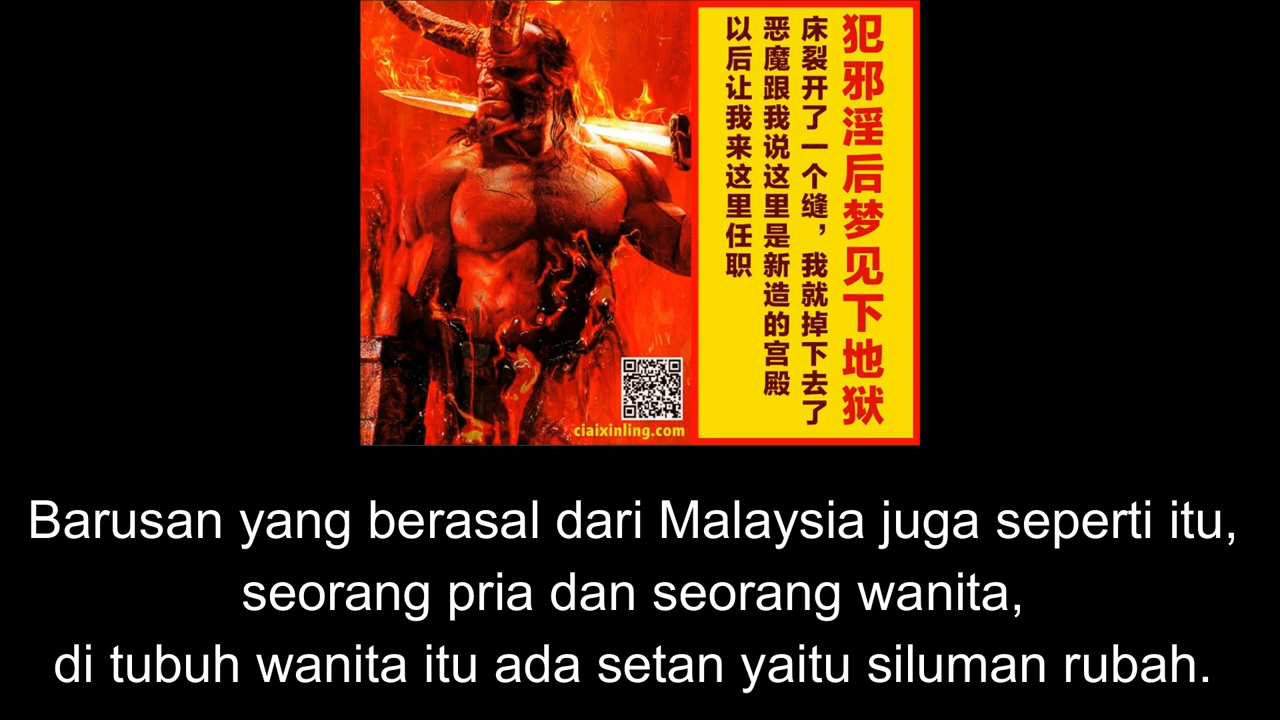 犯邪淫后梦见下地狱
床裂开了一个缝，我就掉下去了
恶魔跟我说这里是新造的宫殿
以后让我来这里任职
ciaixinling.com
Barusan yang berasal dari Malaysia juga seperti itu,
seorang pria dan seorang wanita,
di tubuh wanita itu ada setan yaitu siluman rubah.